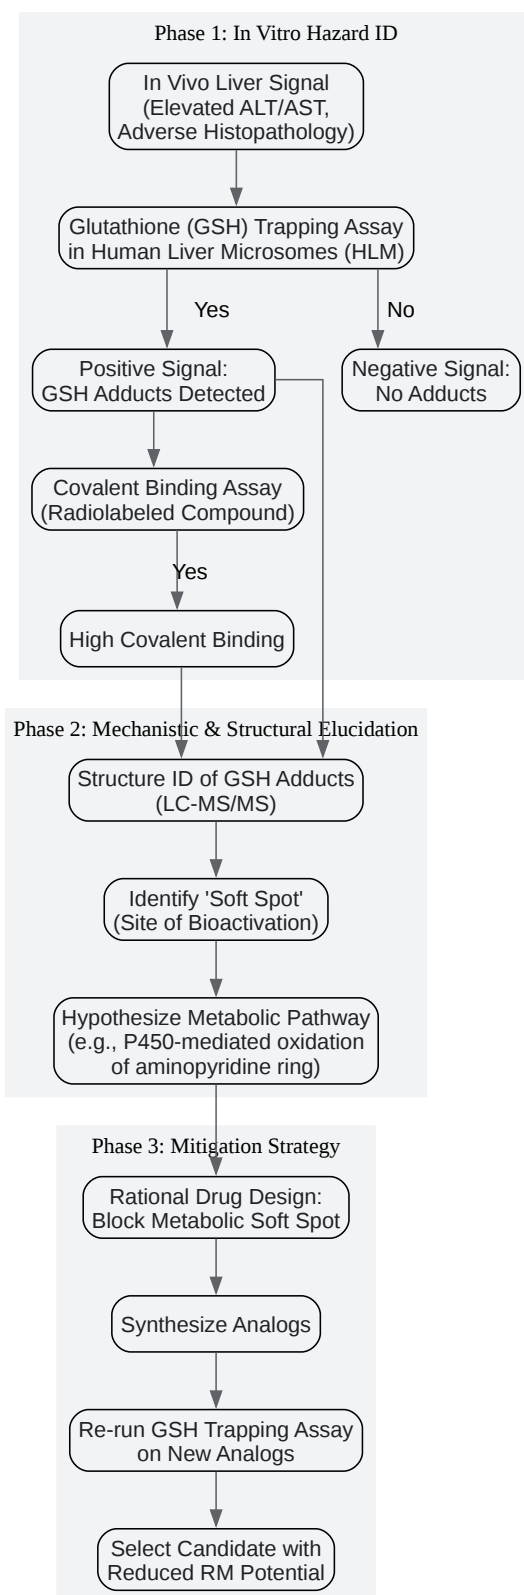 Phase 1: In Vitro Hazard ID
In Vivo Liver Signal
(Elevated ALT/AST,
Adverse Histopathology)
Glutathione (GSH) Trapping Assay
in Human Liver Microsomes (HLM)
Yes
No
Positive Signal:
GSH Adducts Detected
Negative Signal:
No Adducts
Covalent Binding Assay
(Radiolabeled Compound)
Yes
High Covalent Binding
Phase 2: Mechanistic & Structural Elucidation
Structure ID of GSH Adducts
(LC-MS/MS)
Identify 'Soft Spot'
(Site of Bioactivation)
Hypothesize Metabolic Pathway
(e.g., P450-mediated oxidation
of aminopyridine ring)
Phase 3: Mitigation Strategy
Rational Drug Design:
Block Metabolic Soft Spot
Synthesize Analogs
Re-run GSH Trapping Assay
on New Analogs
Select Candidate with
Reduced RM Potential